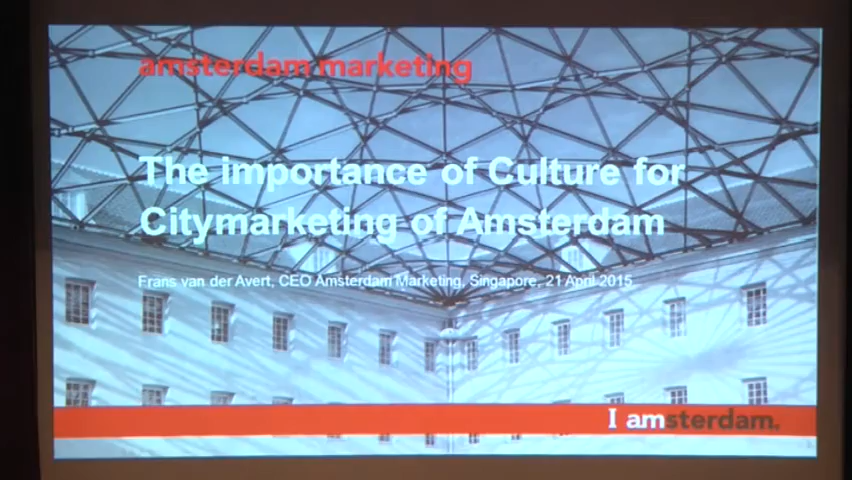 amsterdam marketing
The importance of Culture for
Citymarketing of Amsterdam
Frans van der Avert, CEO Amsterdam Marketing, Singapore, 21 April 2015
I amsterdam.